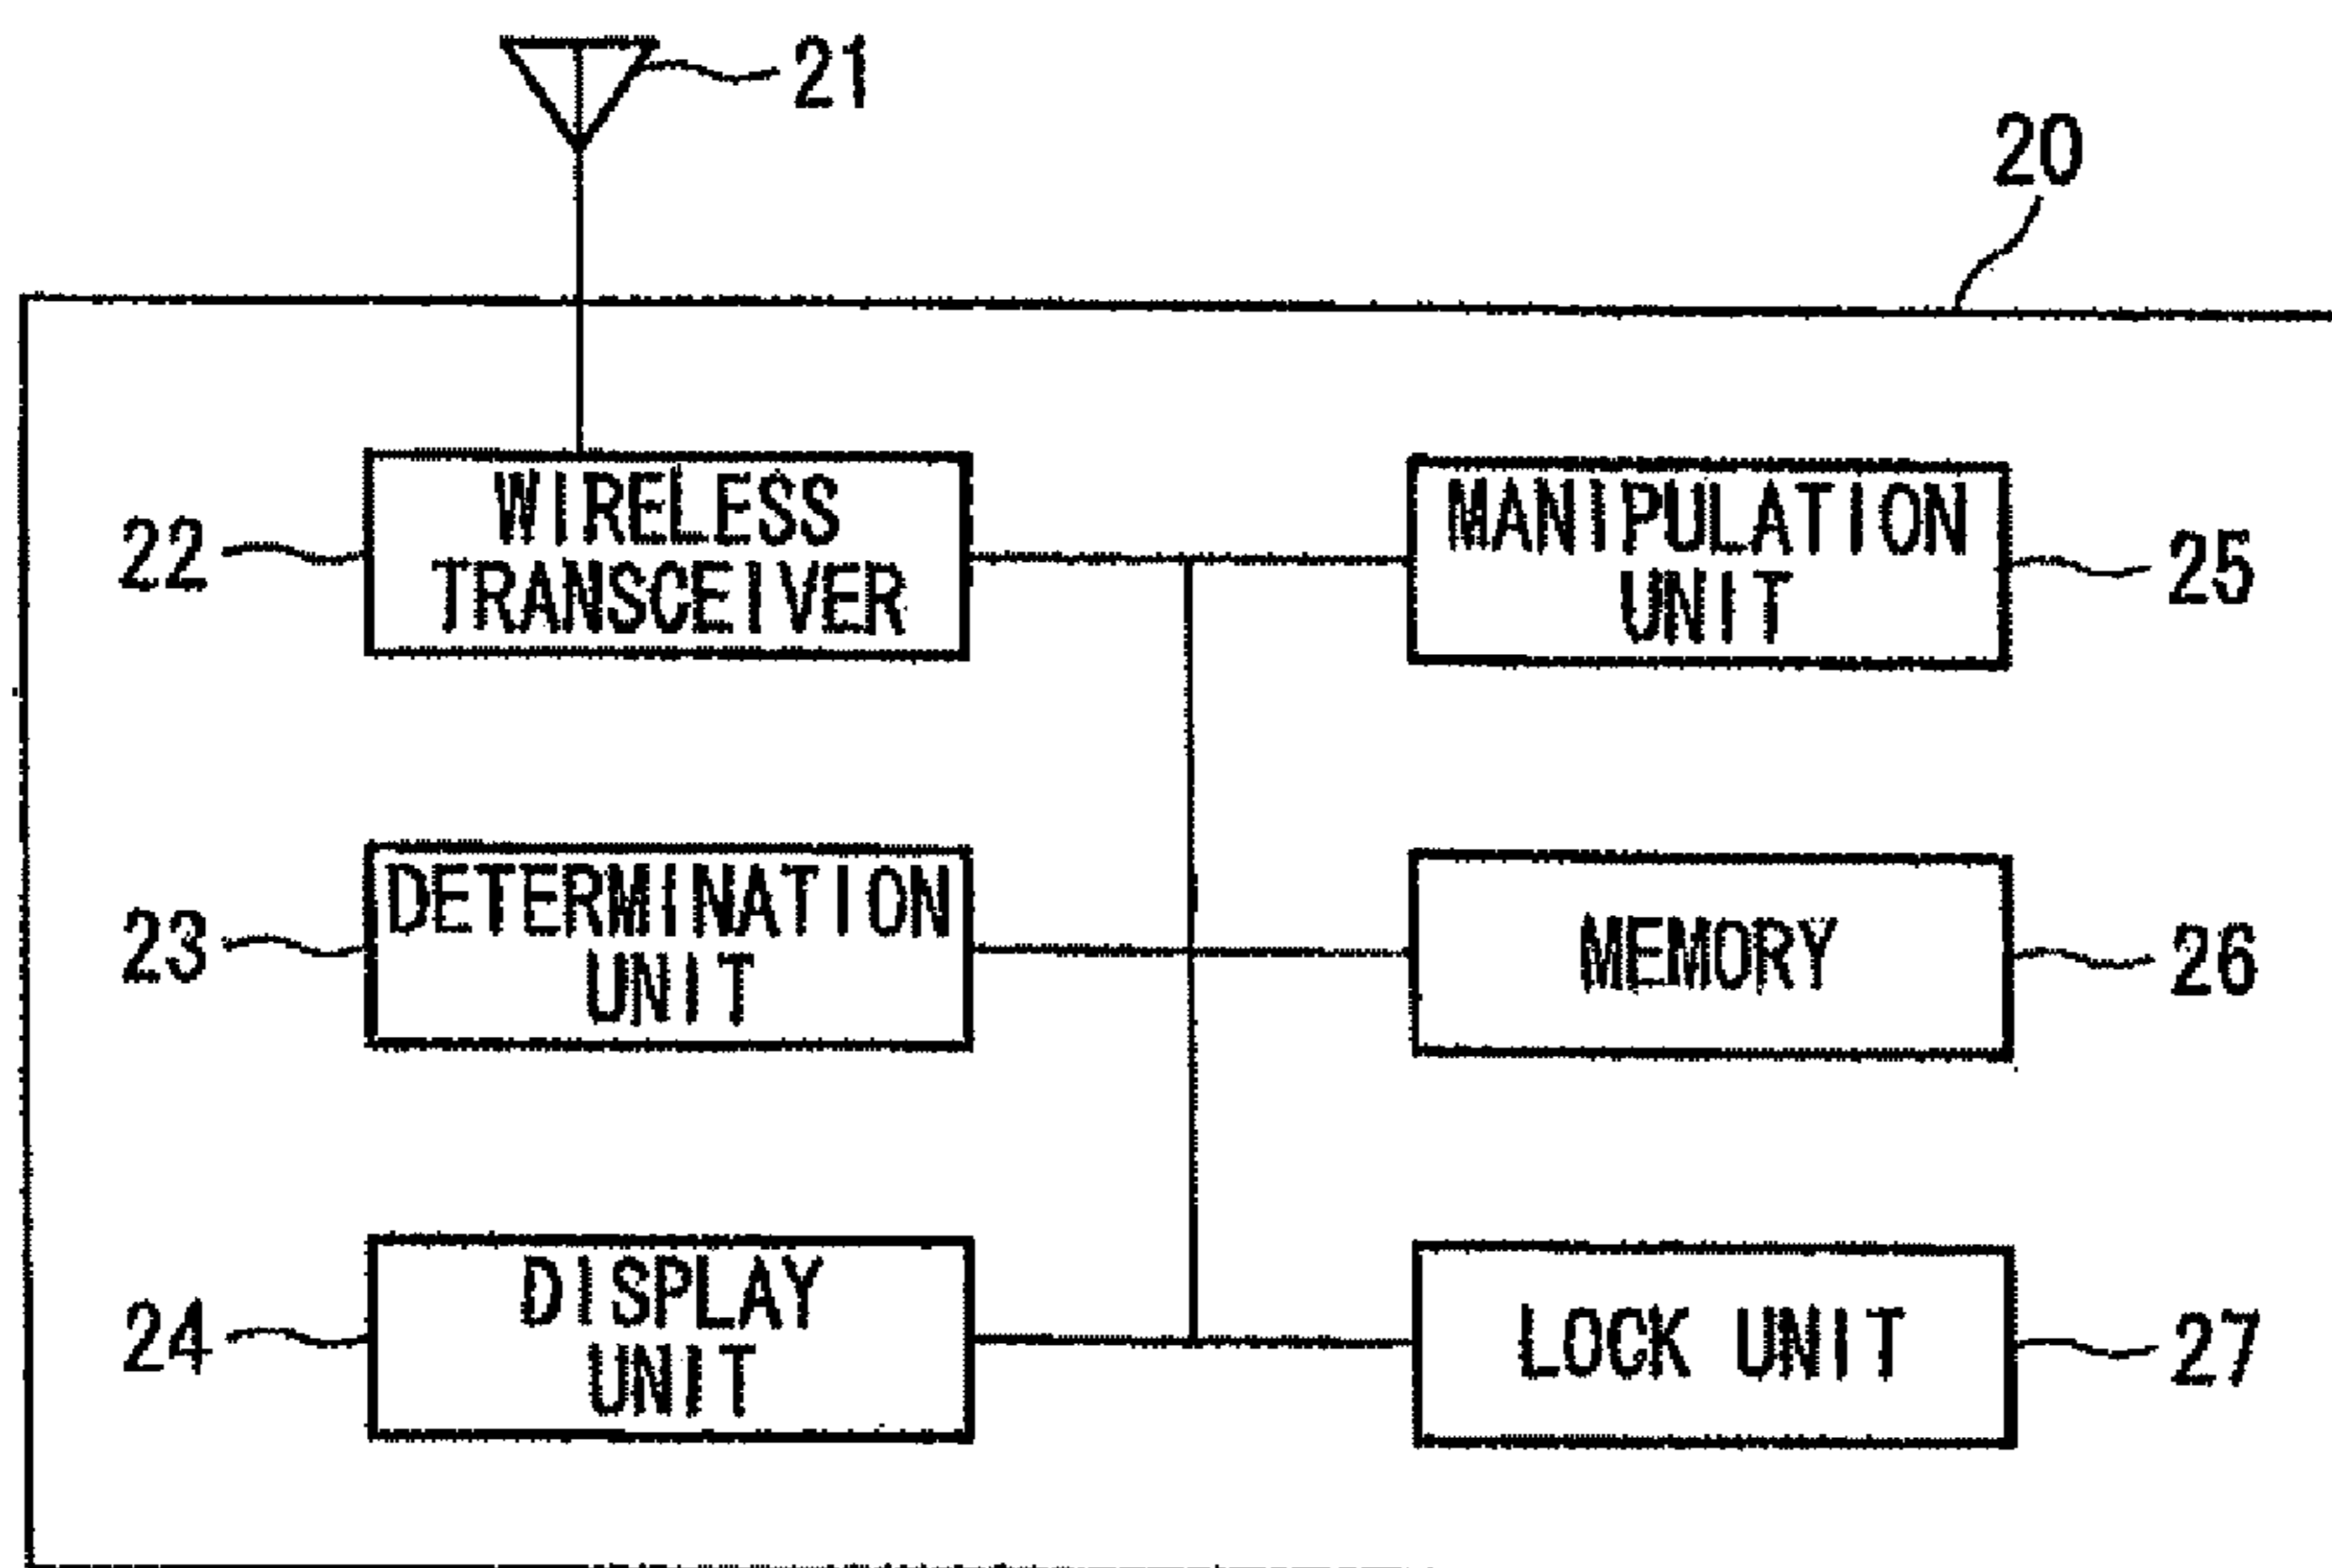 21
20
22
WIRELESS
TRANSCEIVER
MANIPULATION
UNIT
25
23
DETERMINATION
UNIT
MEMORY
26
24
DISPLAY
UNIT
LOCK UNIT
27